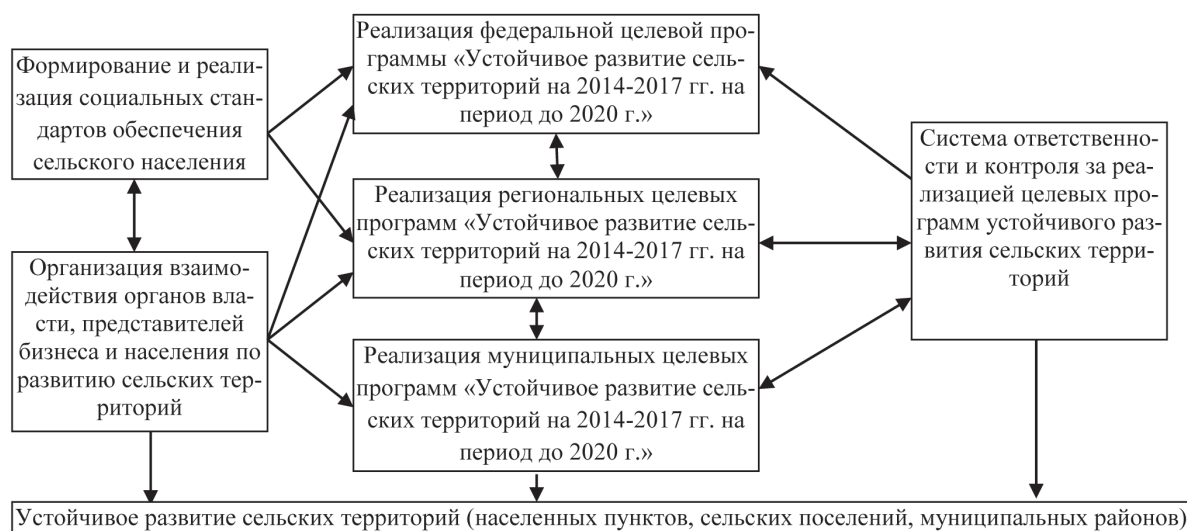 Формирование и реали-
зация социальных стан-
дартов обеспечения
сельского населения
Организация взаимо-
действия органов вла-
сти, представителей
бизнеса и населения по
развитию сельских тер-
риторий
Реализация федеральной целевой про-
граммы «Устойчивое развитие сель-
ских территорий на 2014-2017 гг. на
период до 2020 г.»
Реализация региональных целевых
программ «Устойчивое развитие сель-
ских территорий на 2014-2017 гг. на
период до 2020 г.»
Реализация муниципальных целевых
программ «Устойчивое развитие сель-
ских территорий на 2014-2017 гг. на
период до 2020 г.»
Система ответственно-
сти и контроля за реа-
лизацией целевых про-
грамм устойчивого раз-
вития сельских терри-
торий
Устойчивое развитие сельских территорий (населенных пунктов, сельских поселений, муниципальных районов)